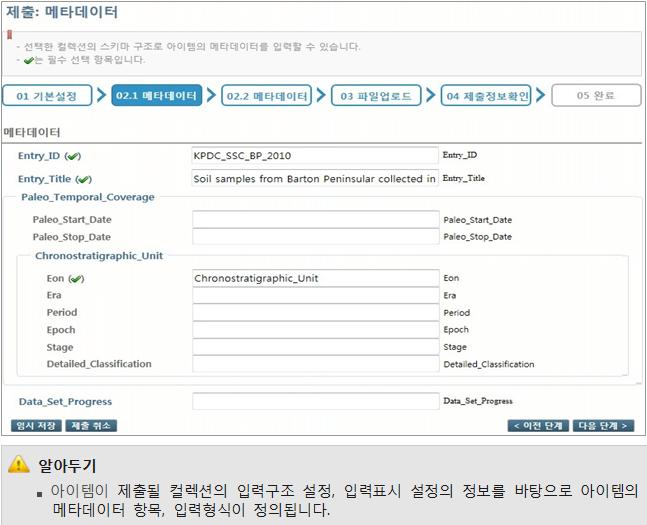 제출: 메타데이터
- 선택한 컬렉션의 스키마 구조로 아이템의 메타데이터를 입력할 수 있습니다.
- ✔는 필수 선택 항목입니다.
01 기본설정 02.1 메타데이터 02.2 메타데이터 03 파일업로드 04 제출정보확인 05 완료
메타데이터
Entry_ID (✔) KPDC_SSC_BP_2010 Entry_ID
Entry_Title (✔) Soil samples from Barton Peninsular collected in Entry_Title
Paleo_Temporal_Coverage
Paleo_Start_Date Paleo_Start_Date
Paleo_Stop_Date Paleo_Stop_Date
Chronostratigraphic_Unit
Eon (✔) Chronostratigraphic_Unit Eon
Era Era
Period Period
Epoch Epoch
Stage Stage
Detailed_Classification Detailed_Classification
Data_Set_Progress Data_Set_Progress
임시 저장 제출 취소 < 이전 단계 다음 단계 >
알아두기
▪ 아이템이 제출될 컬렉션의 입력구조 설정, 입력표시 설정의 정보를 바탕으로 아이템의
메타데이터 항목, 입력형식이 정의됩니다.